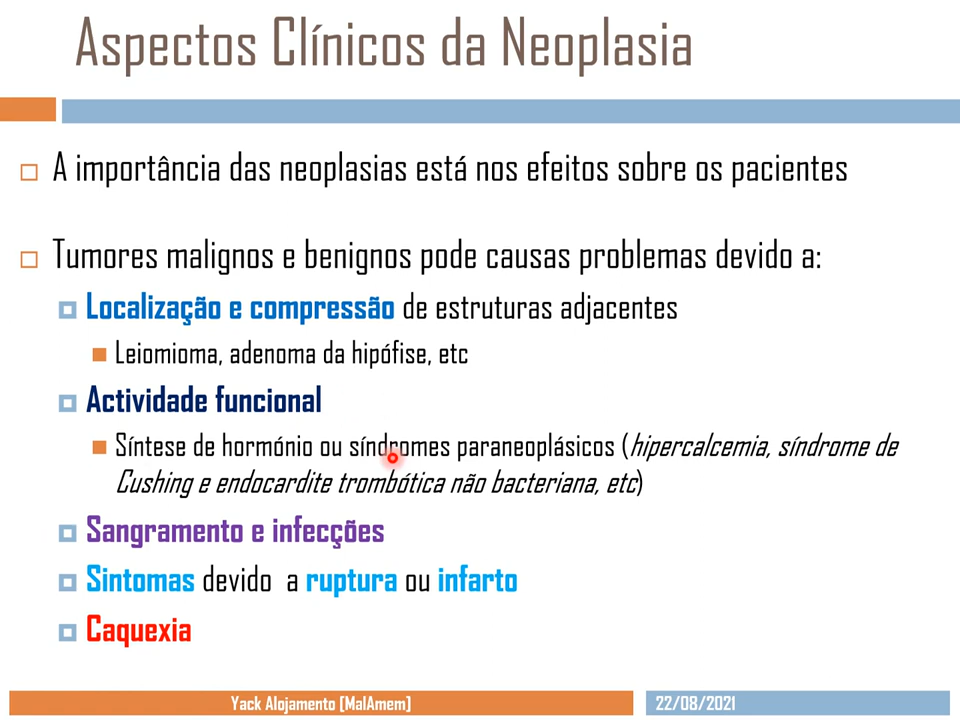 Aspectos Clínicos da Neoplasia
A importância das neoplasias está nos efeitos sobre os pacientes
Tumores malignos e benignos pode causas problemas devido a:
Localização e compressão de estruturas adjacentes
Leiomioma, adenoma da hipófise, etc
Actividade funcional
Síntese de hormónio ou síndromes paraneoplásicos (hipercalcemia, síndrome de
Cushing e endocardite trombótica não bacteriana, etc)
Sangramento e infecções
Sintomas devido a ruptura ou infarto
Caquexia
Yack Alojamento [MalAmem]
22/08/2021